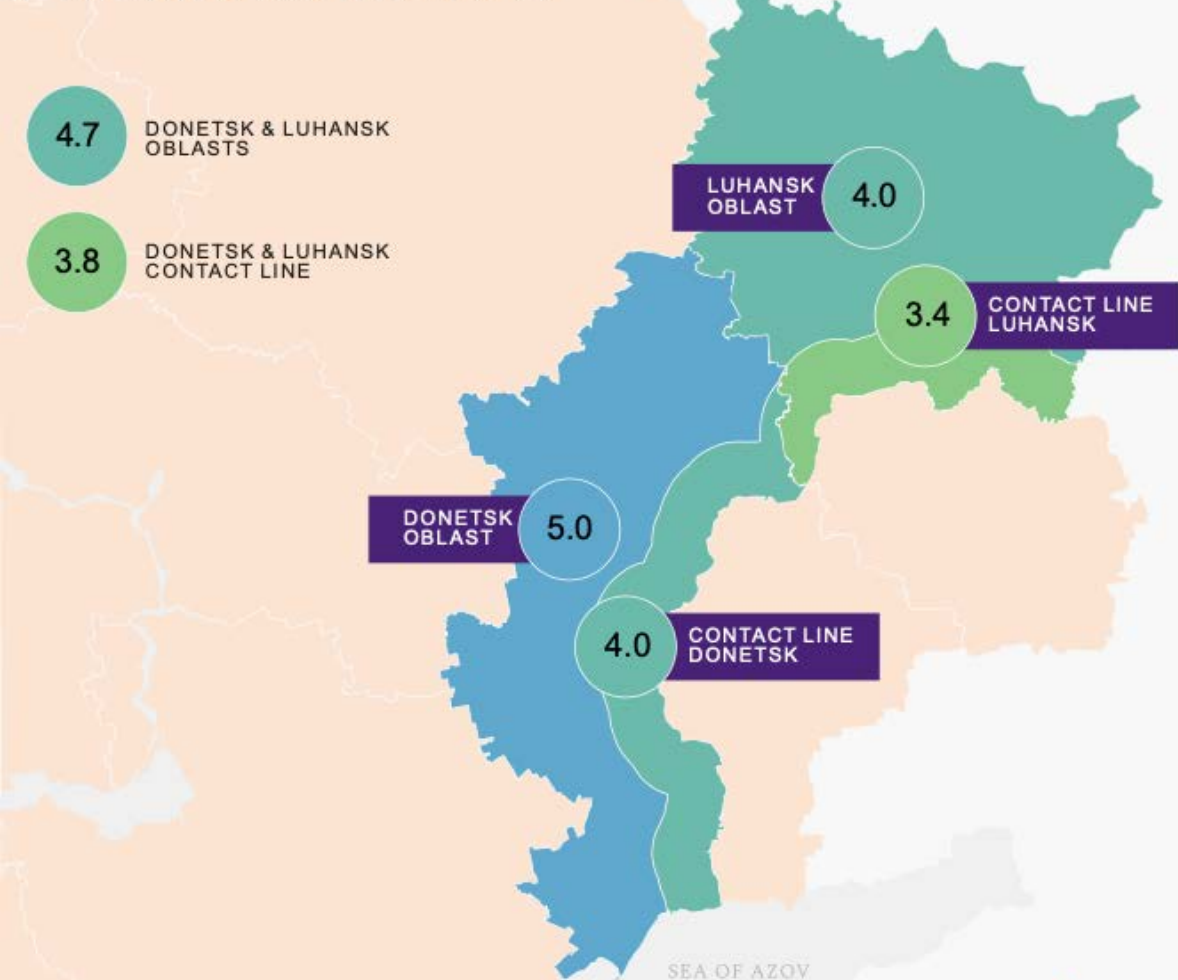 4.7
DONETSK & LUHANSK
OBLASTS
3.8
DONETSK & LUHANSK
CONTACT LINE
LUHANSK
OBLAST
4.0
3.4
CONTACT LINE
LUHANSK
DONETSK
OBLAST
5.0
4.0
CONTACT LINE
DONETSK
SEA OF AZOV